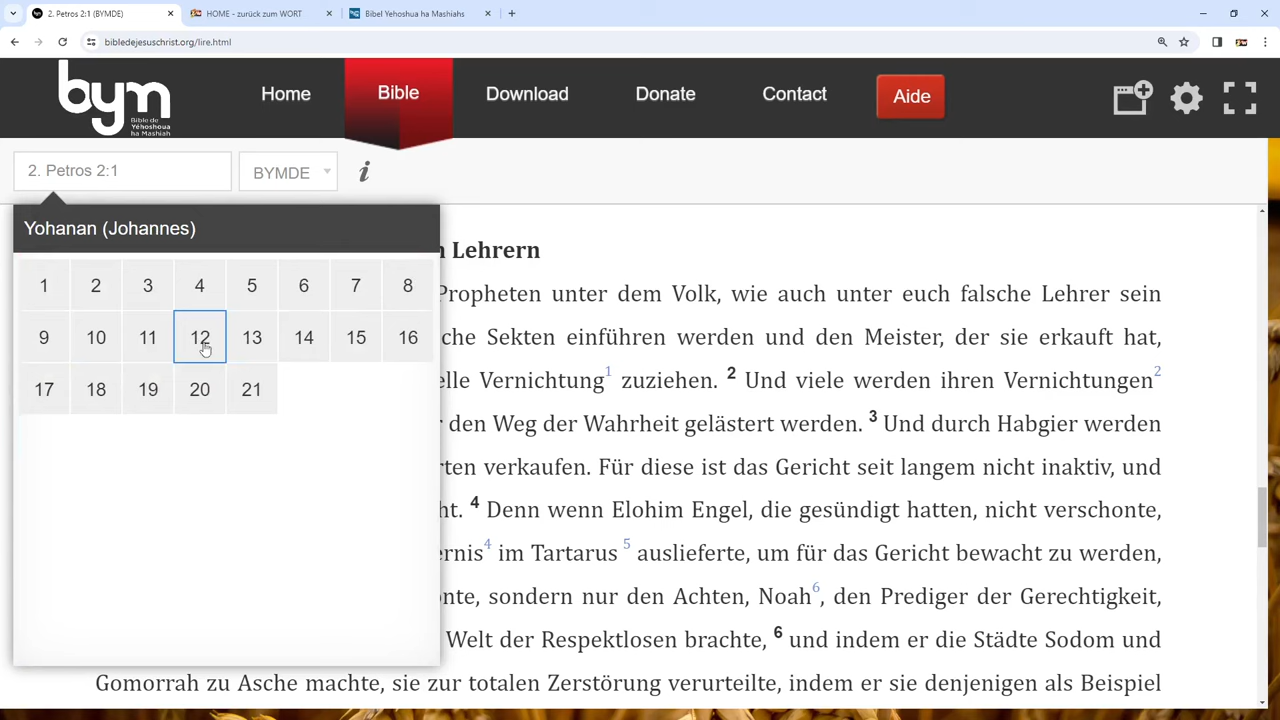 2. Petros 2:1 (BYMDE)
HOME - zurück zum WORT
Bibel Yehoshua ha Mashiahs
bibledejesuschrist.org/lire.html
bym
Bible de
Yéhoshoua
ha Mashiah
Home
Bible
Download
Donate
Contact
Aide
2. Petros 2:1
BYMDE
i
Yohanan (Johannes)
1 2 3 4 5 6 7 8
9 10 11 12 13 14 15 16
17 18 19 20 21
Lehrern
Propheten unter dem Volk, wie auch unter euch falsche Lehrer sein
che Sekten einführen werden und den Meister, der sie erkauft hat,
elle Vernichtung1 zuziehen. 2 Und viele werden ihren Vernichtungen2
den Weg der Wahrheit gelästert werden. 3 Und durch Habgier werden
rten verkaufen. Für diese ist das Gericht seit langem nicht inaktiv, und
ht. 4 Denn wenn Elohim Engel, die gesündigt hatten, nicht verschonte,
ernis4 im Tartarus 5 auslieferte, um für das Gericht bewacht zu werden,
onte, sondern nur den Achten, Noah6, den Prediger der Gerechtigkeit,
Welt der Respektlosen brachte, 6 und indem er die Städte Sodom und
Gomorrah zu Asche machte, sie zur totalen Zerstörung verurteilte, indem er sie denjenigen als Beispiel